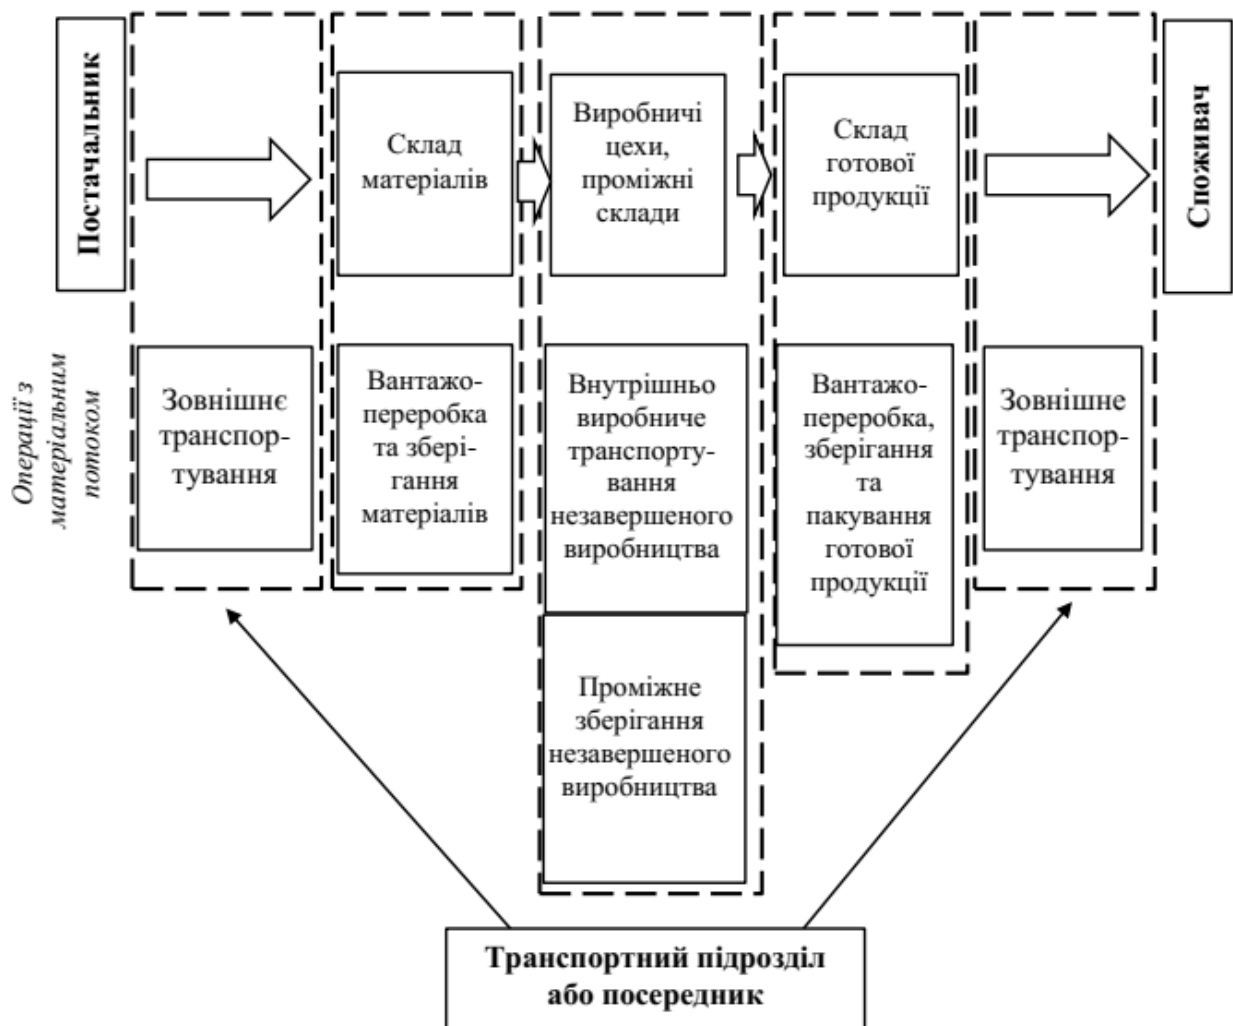 Постачальник
Склад
матеріалів
Виробничі
цехи,
проміжні
склади
Склад
готової
продукції
Споживач
Операції з
матеріальним
потоком
Зовнішнє
транспор-
тування
Вантажо-
переробка
та збері-
гання
матеріалів
Внутрішньо
виробниче
транспорту-
вання
незавершеного
виробництва
Вантажо-
переробка,
зберігання
та
пакування
готової
продукції
Зовнішне
транспор-
тування
Проміжне
зберігання
незавершеного
виробництва
Транспортний підрозділ
або посередник